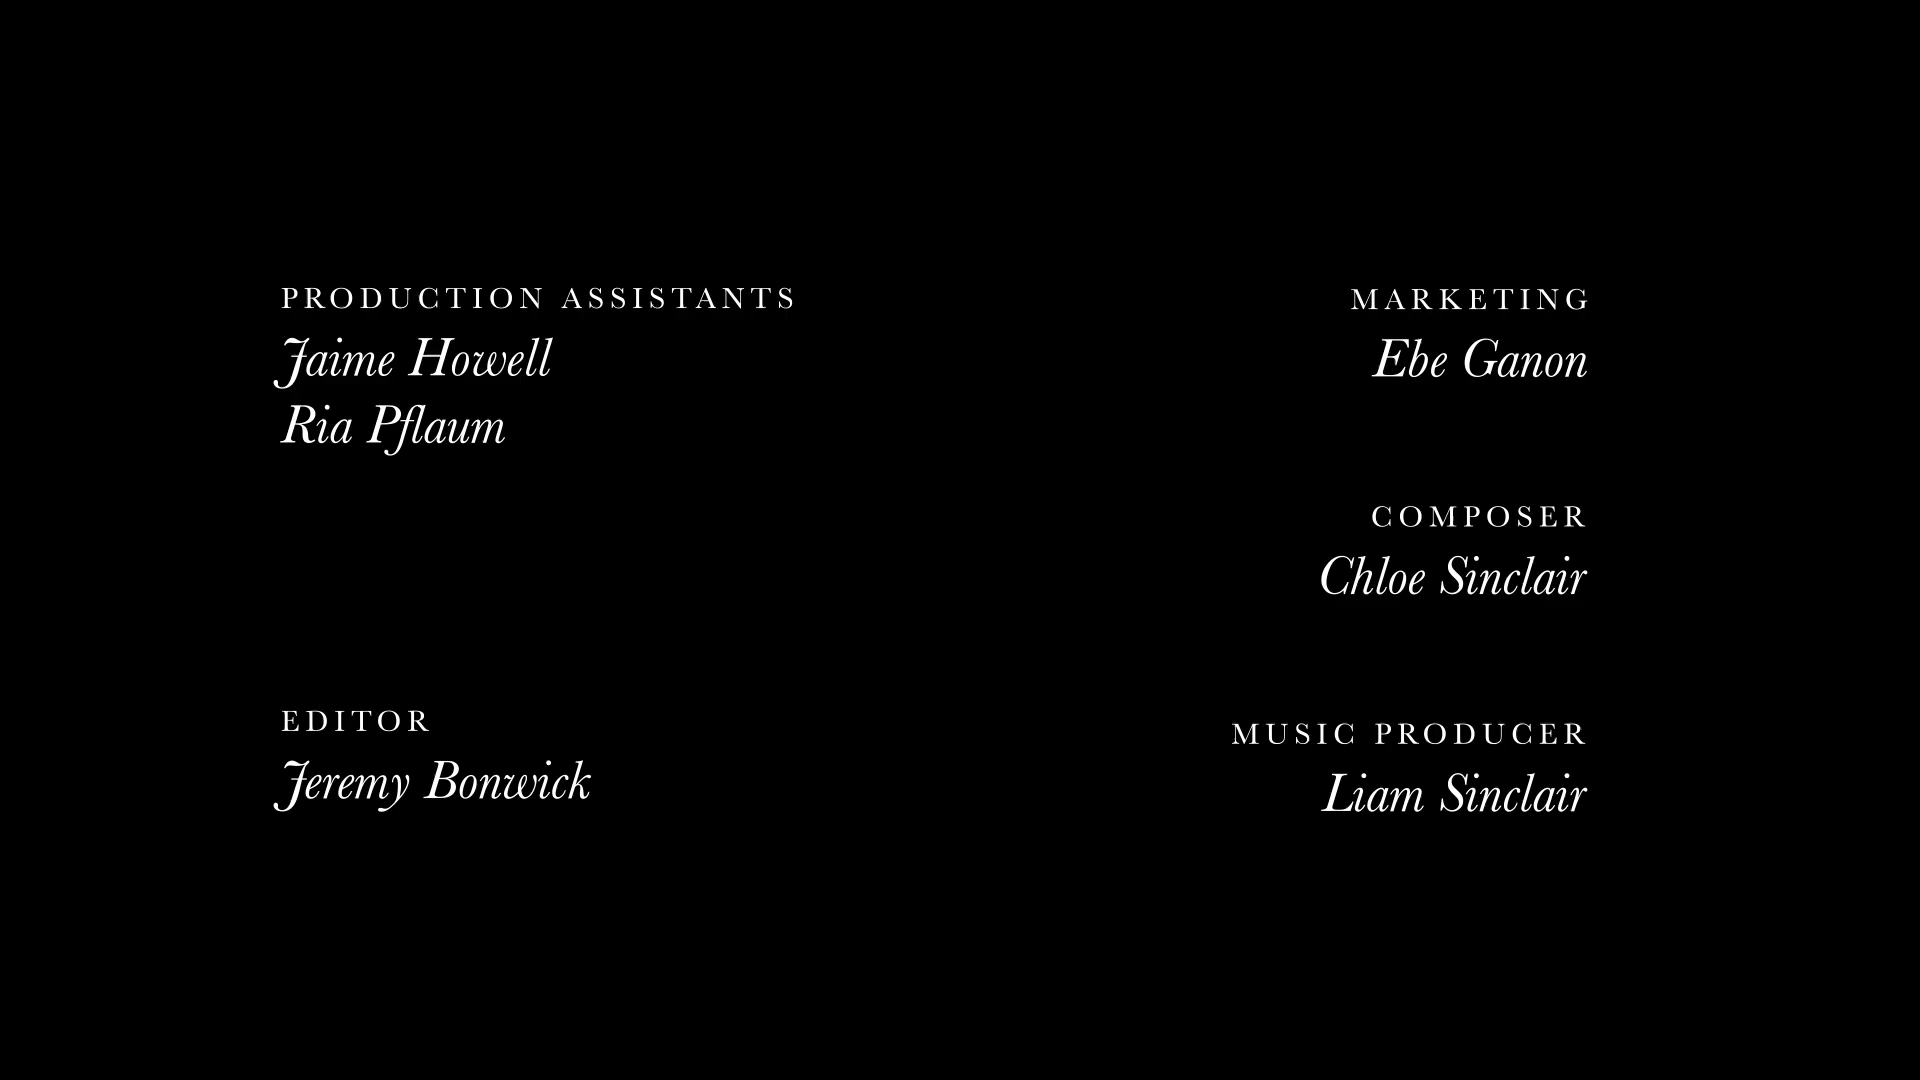 PRODUCTION ASSISTANTS
Jaime Howell
Ria Pflaum
EDITOR
Jeremy Bonwick
MARKETING
Ebe Ganon
COMPOSER
Chloe Sinclair
MUSIC PRODUCER
Liam Sinclair